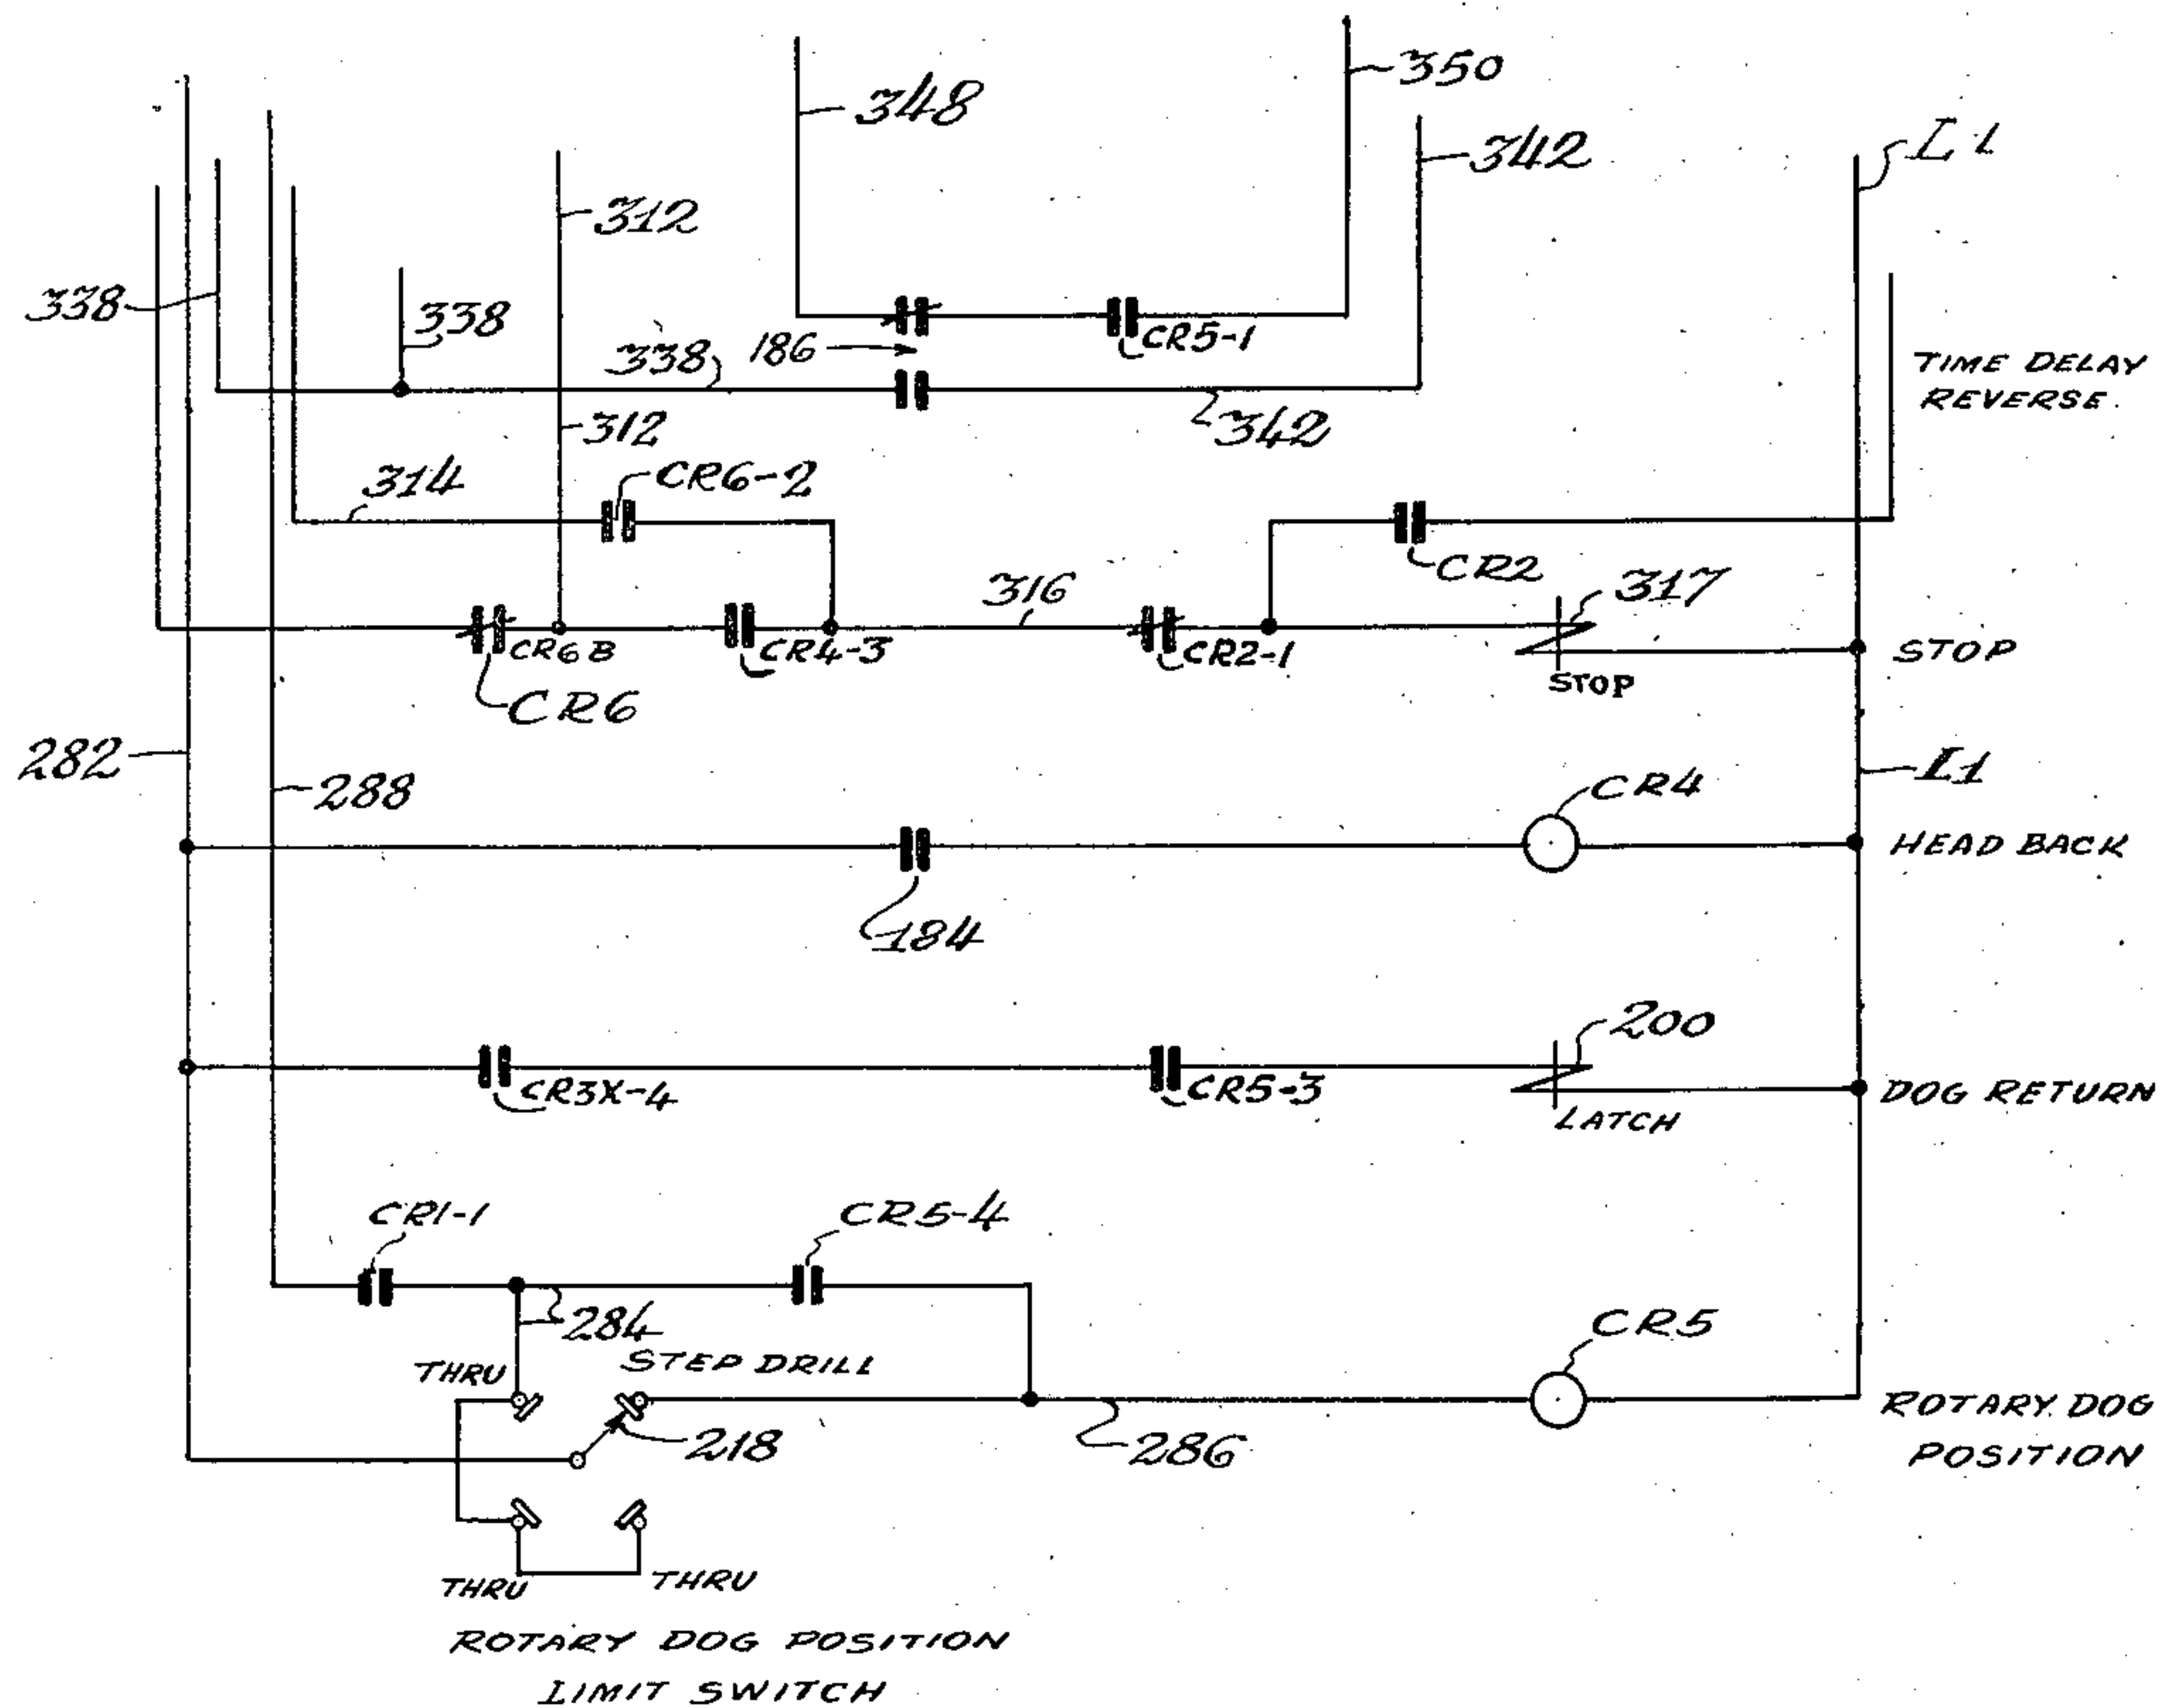 350
348
342
L1
312
338
338
CR5-1
186
338
TIME DELAY
REVERSE
342
312
CR6-2
314
CR2
317
316
CR6B
CR4-3
CR2-1
STOP
STOP
CR6
282
288
L1
CR4
HEAD BACK
184
200
CR3X-4
CR5-3
DOG RETURN
LATCH
CR1-1
CR5-4
284
CR5
THRU
STEP DRILL
218
286
ROTARY DOG
POSITION
THRU
THRU
ROTARY DOG POSITION
LIMIT SWITCH